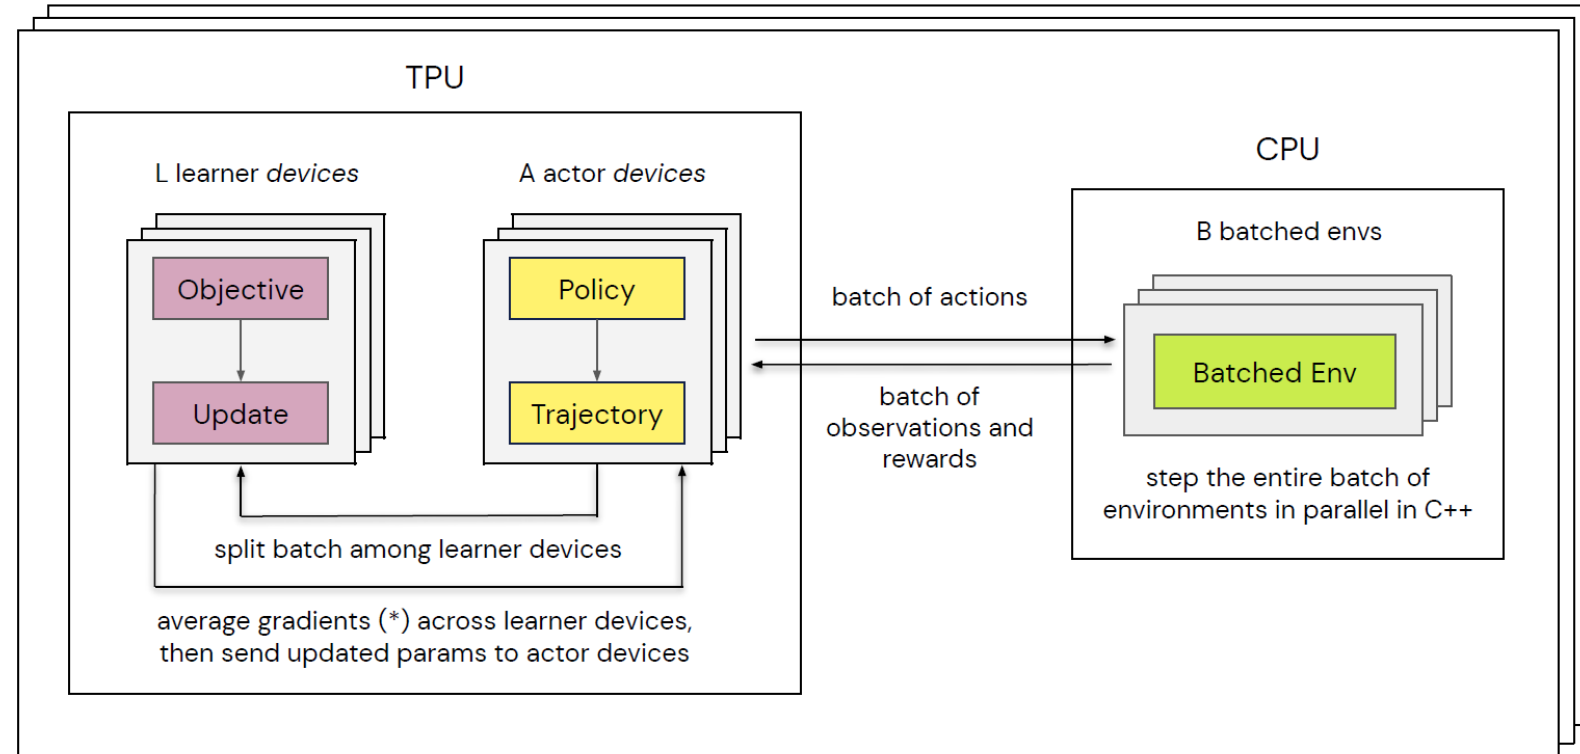 TPU
L learner devices
A actor devices
Objective
Update
Policy
Trajectory
split batch among learner devices
average gradients (*) across learner devices,
then send updated params to actor devices
batch of actions
batch of
observations and
rewards
CPU
B batched envs
Batched Env
step the entire batch of
environments in parallel in C++